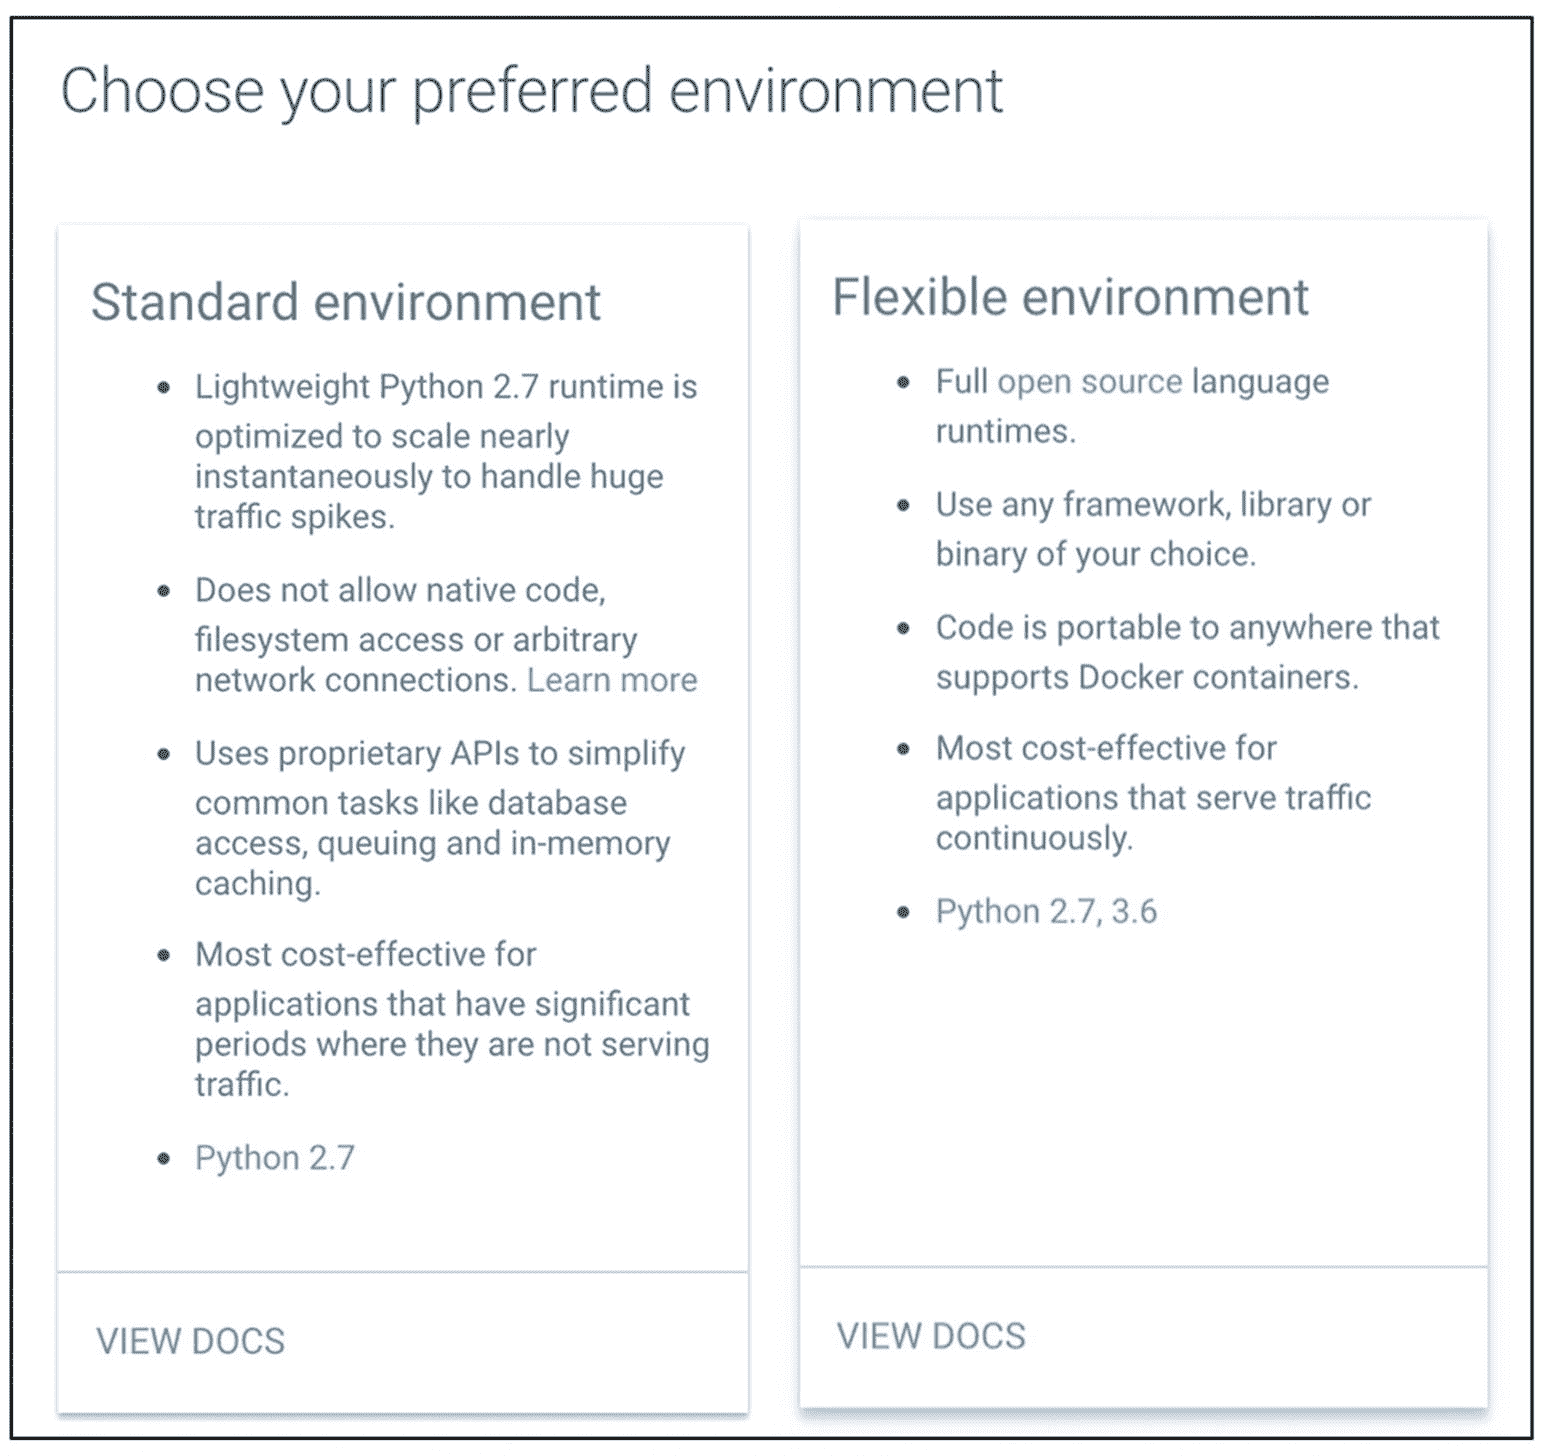 Choose your preferred environment
Standard environment
• Lightweight Python 2.7 runtime is
optimized to scale nearly
instantaneously to handle huge
traffic spikes.
• Does not allow native code,
filesystem access or arbitrary
network connections. Learn more
• Uses proprietary APIs to simplify
common tasks like database
access, queuing and in-memory
caching.
• Most cost-effective for
applications that have significant
periods where they are not serving
traffic.
• Python 2.7
VIEW DOCS
Flexible environment
• Full open source language
runtimes.
• Use any framework, library or
binary of your choice.
• Code is portable to anywhere that
supports Docker containers.
• Most cost-effective for
applications that serve traffic
continuously.
• Python 2.7, 3.6
VIEW DOCS